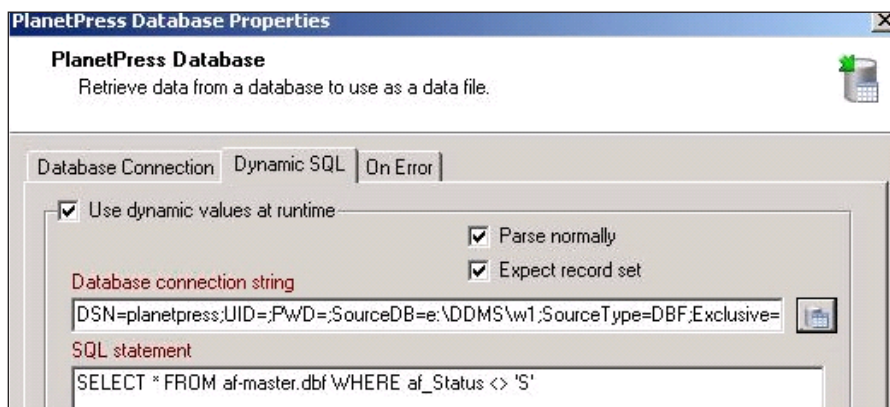 PlanetPress Database Properties
PlanetPress Database
Retrieve data from a database to use as a data file.
Database Connection Dynamic SQL On Error
Use dynamic values at runtime
Parse normally
Expect record set
Database connection string
DSN=planetpress;UID=;PWD=;SourceDB=e:\DDMS\w1;SourceType=DBF;Exclusive=
SQL statement
SELECT * FROM af-master.dbf WHERE af_Status <> 'S'